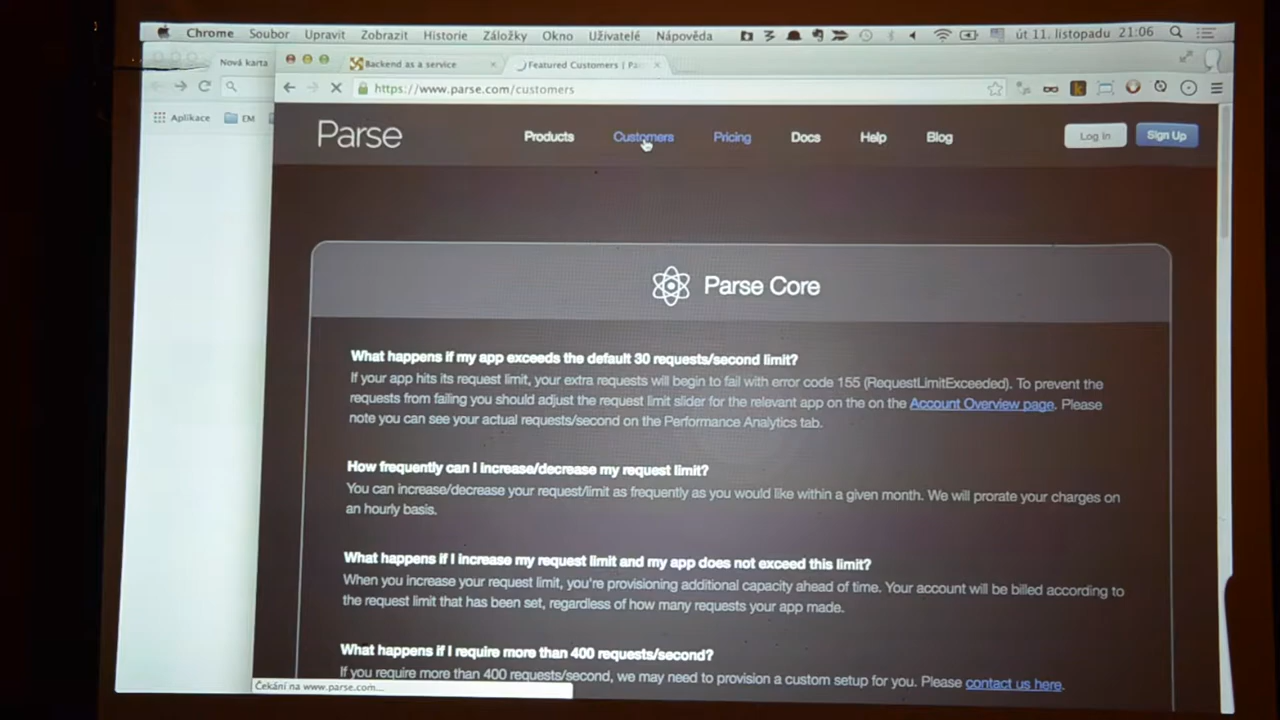 Chrome Soubor Upravit Zobrazit Historie Záložky Okno Uživatelé Nápověda út 11. listopadu 21:06
Nová karta
Backend as a service
Featured Customers | Pa
https://www.parse.com/customers
Aplikace EM
Parse Products Customers Pricing Docs Help Blog Log in Sign Up
Parse Core
What happens if my app exceeds the default 30 requests/second limit?
If your app hits its request limit, your extra requests will begin to fail with error code 155 (RequestLimitExceeded). To prevent the
requests from failing you should adjust the request limit slider for the relevant app on the on the Account Overview page. Please
note you can see your actual requests/second on the Performance Analytics tab.
How frequently can I increase/decrease my request limit?
You can increase/decrease your request/limit as frequently as you would like within a given month. We will prorate your charges on
an hourly basis.
What happens if I increase my request limit and my app does not exceed this limit?
When you increase your request limit, you're provisioning additional capacity ahead of time. Your account will be billed according to
the request limit that has been set, regardless of how many requests your app made.
What happens if I require more than 400 requests/second?
If you require more than 400 requests/second, we may need to provision a custom setup for you. Please contact us here.
Čekání na www.parse.com...